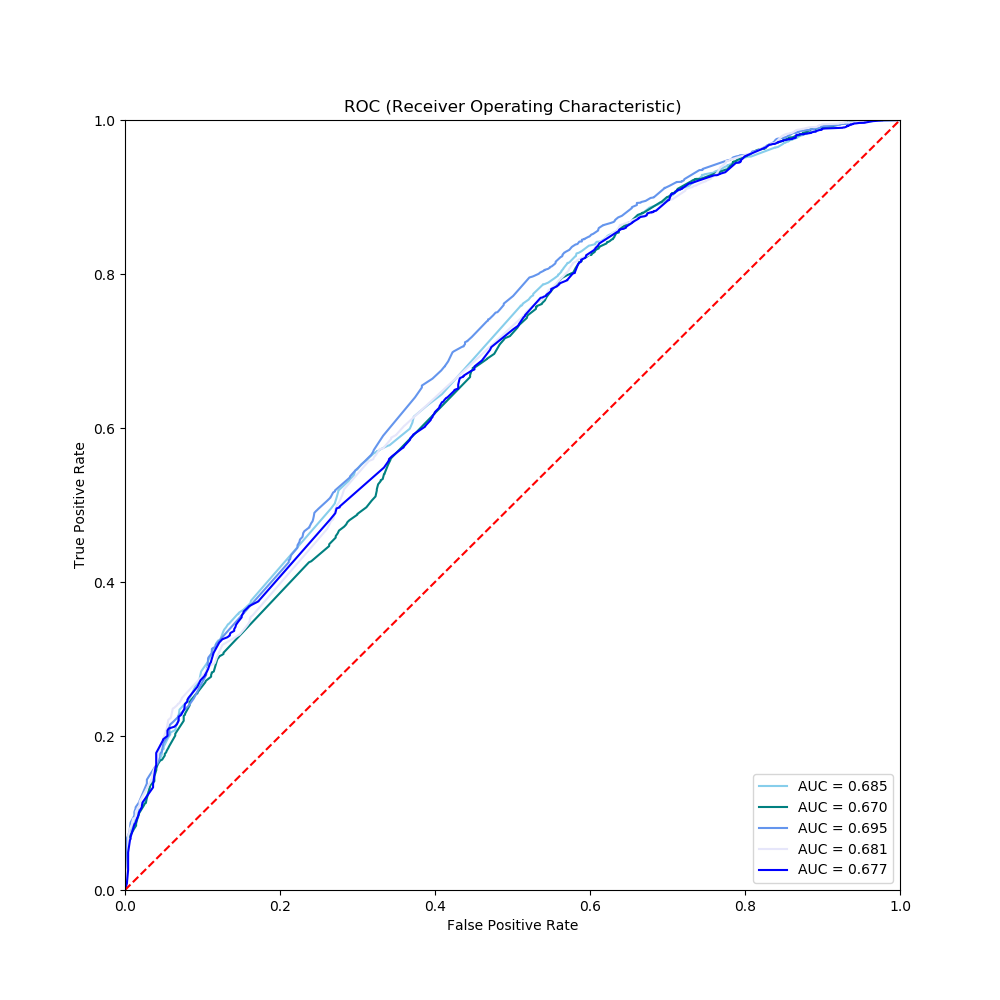 ROC (Receiver Operating Characteristic)
True Positive Rate
1.0
0.8
0.6
0.4
0.2
0.0
0.0 0.2 0.4 0.6 0.8 1.0
False Positive Rate
AUC = 0.685
AUC = 0.670
AUC = 0.695
AUC = 0.681
AUC = 0.677